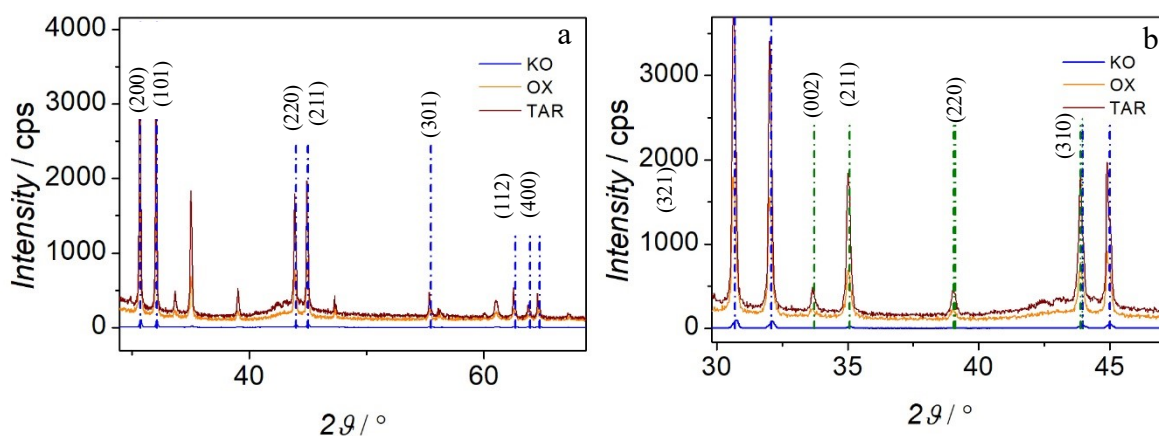 a
4000
3000
2000
1000
0
Intensity / cps
KO
OX
TAR
(200)
(101)
(220)
(211)
(301)
(112)
(400)
40
60
2ϑ / °
b
3000
2000
1000
0
Intensity / cps
KO
OX
TAR
(321)
(002)
(211)
(220)
(310)
30
35
40
45
2ϑ / °